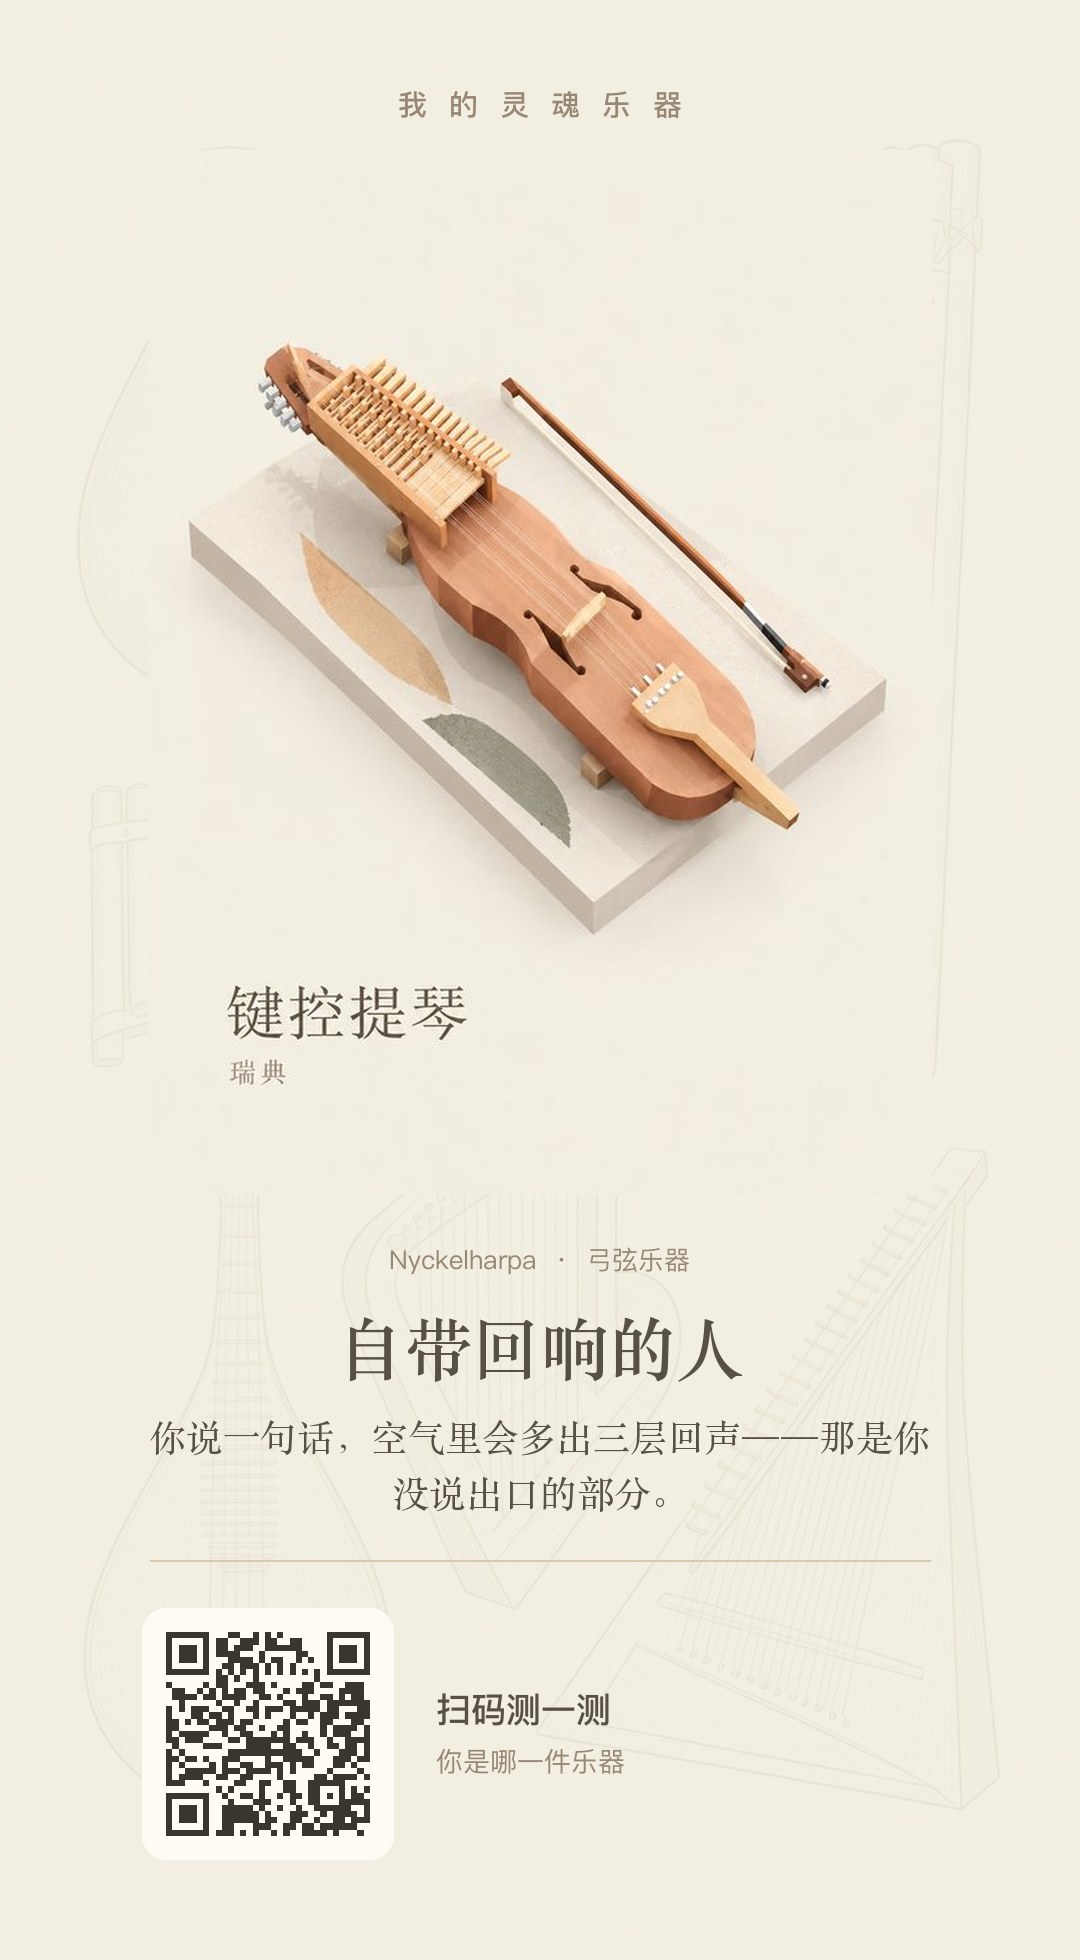 我的灵魂乐器
键控提琴
瑞典
Nyckelharpa · 弓弦乐器
自带回响的人
你说一句话，空气里会多出三层回声——那是你
没说出口的部分。
扫码测一测
你是哪一件乐器